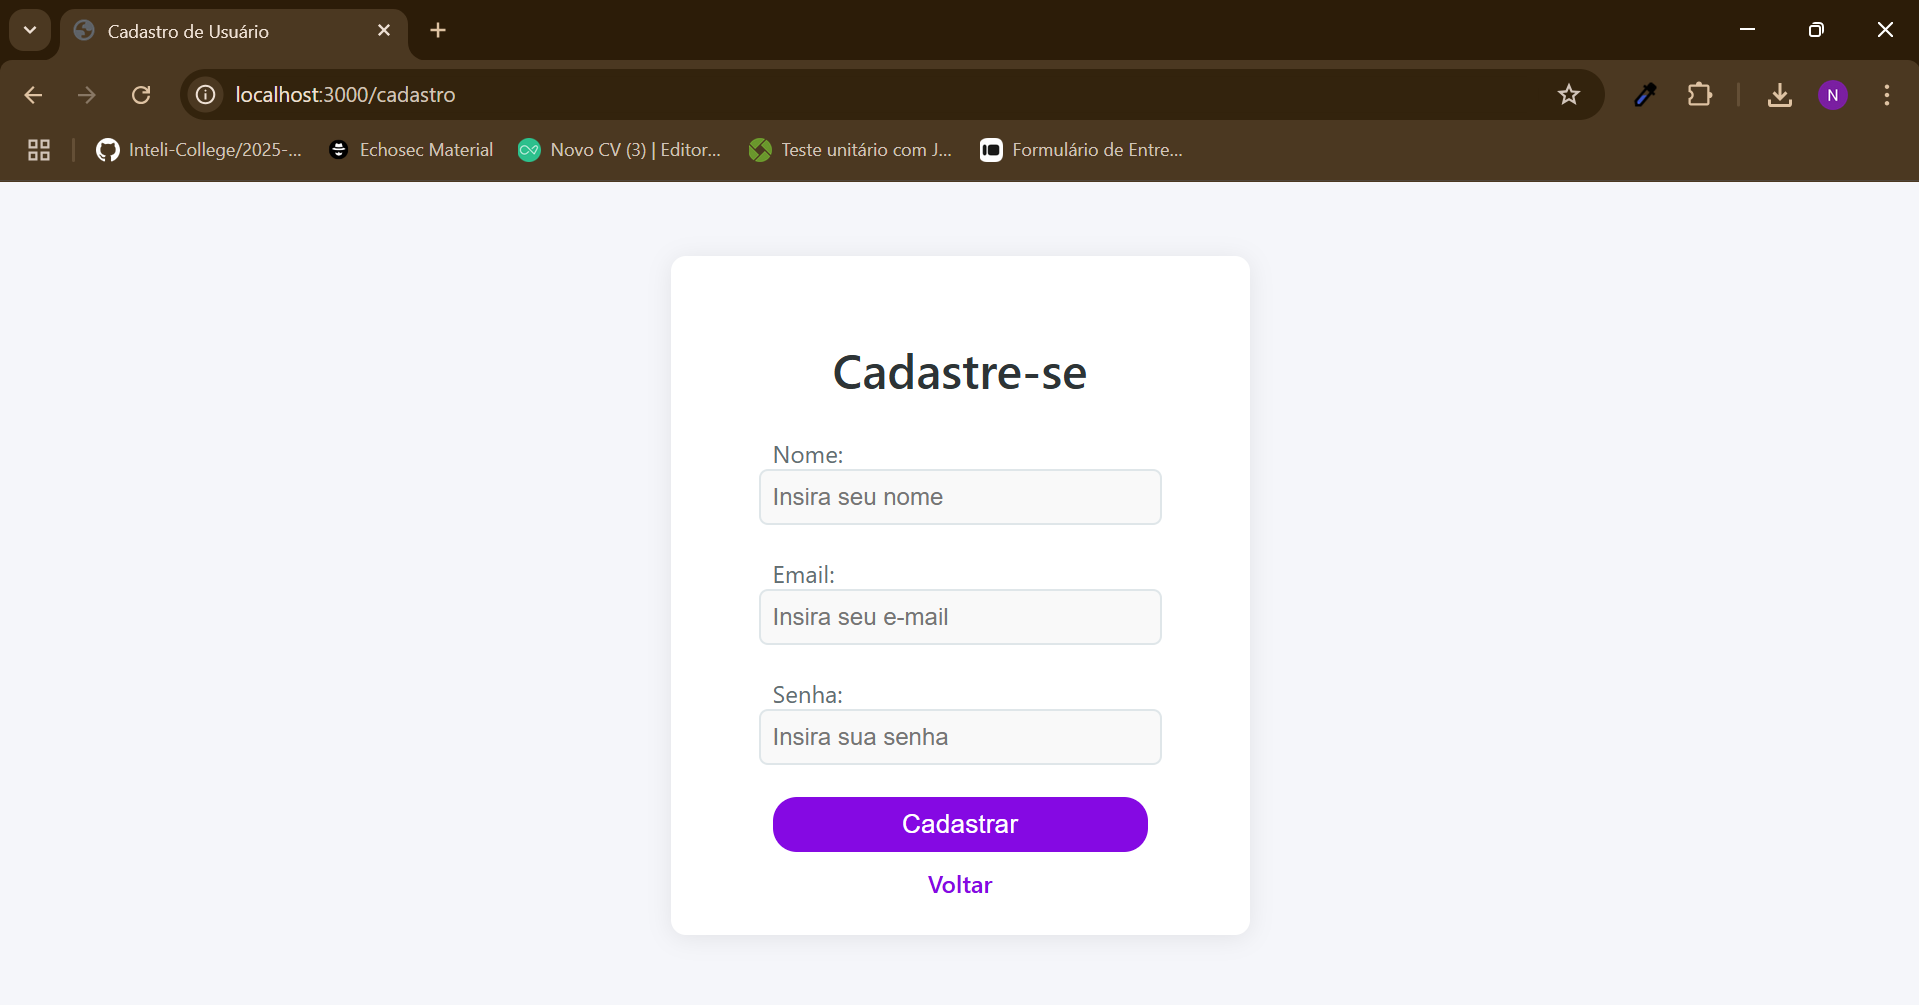 Cadastro de Usuário
localhost:3000/cadastro
N
Inteli-College/2025-...
Echosec Material
Novo CV (3) | Editor...
Teste unitário com J...
Formulário de Entre...
Cadastre-se
Nome:
Insira seu nome
Email:
Insira seu e-mail
Senha:
Insira sua senha
Cadastrar
Voltar